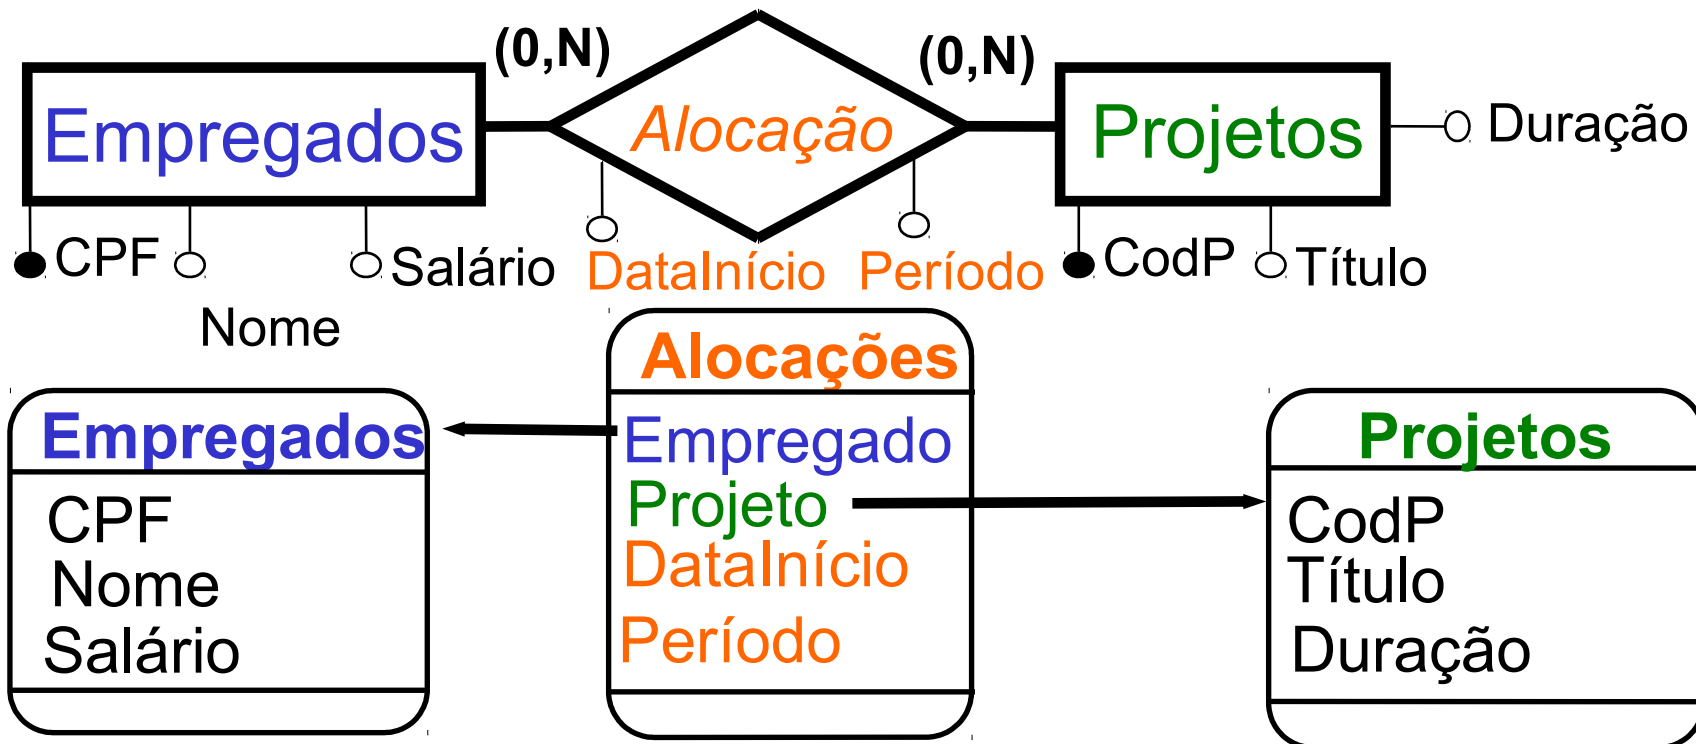 (0,N)
(0,N)
Empregados
Alocação
Projetos
Duração
CPF
Nome
Salário
DataInício
Período
CodP
Título
Empregados
CPF
Nome
Salário
Alocações
Empregado
Projeto
DataInício
Período
Projetos
CodP
Título
Duração